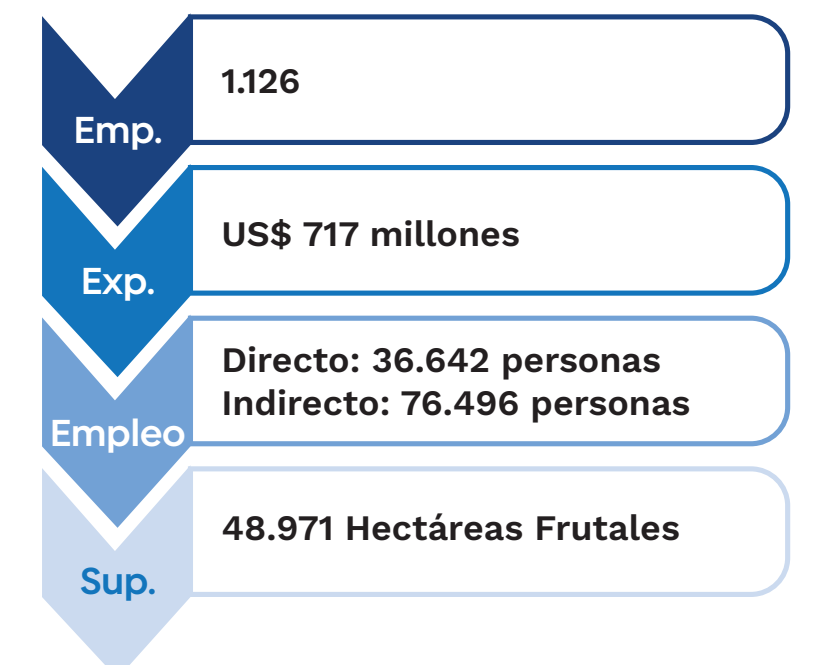 Emp.
1.126
Exp.
US$ 717 millones
Empleo
Directo: 36.642 personas
Indirecto: 76.496 personas
Sup.
48.971 Hectáreas Frutales